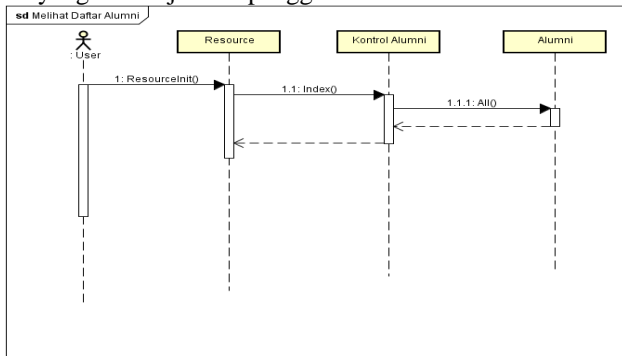 sd Melihat Daftar Alumni
: User
Resource
Kontrol Alumni
Alumni
1: ResourceInit()
1.1: Index()
1.1.1: All()